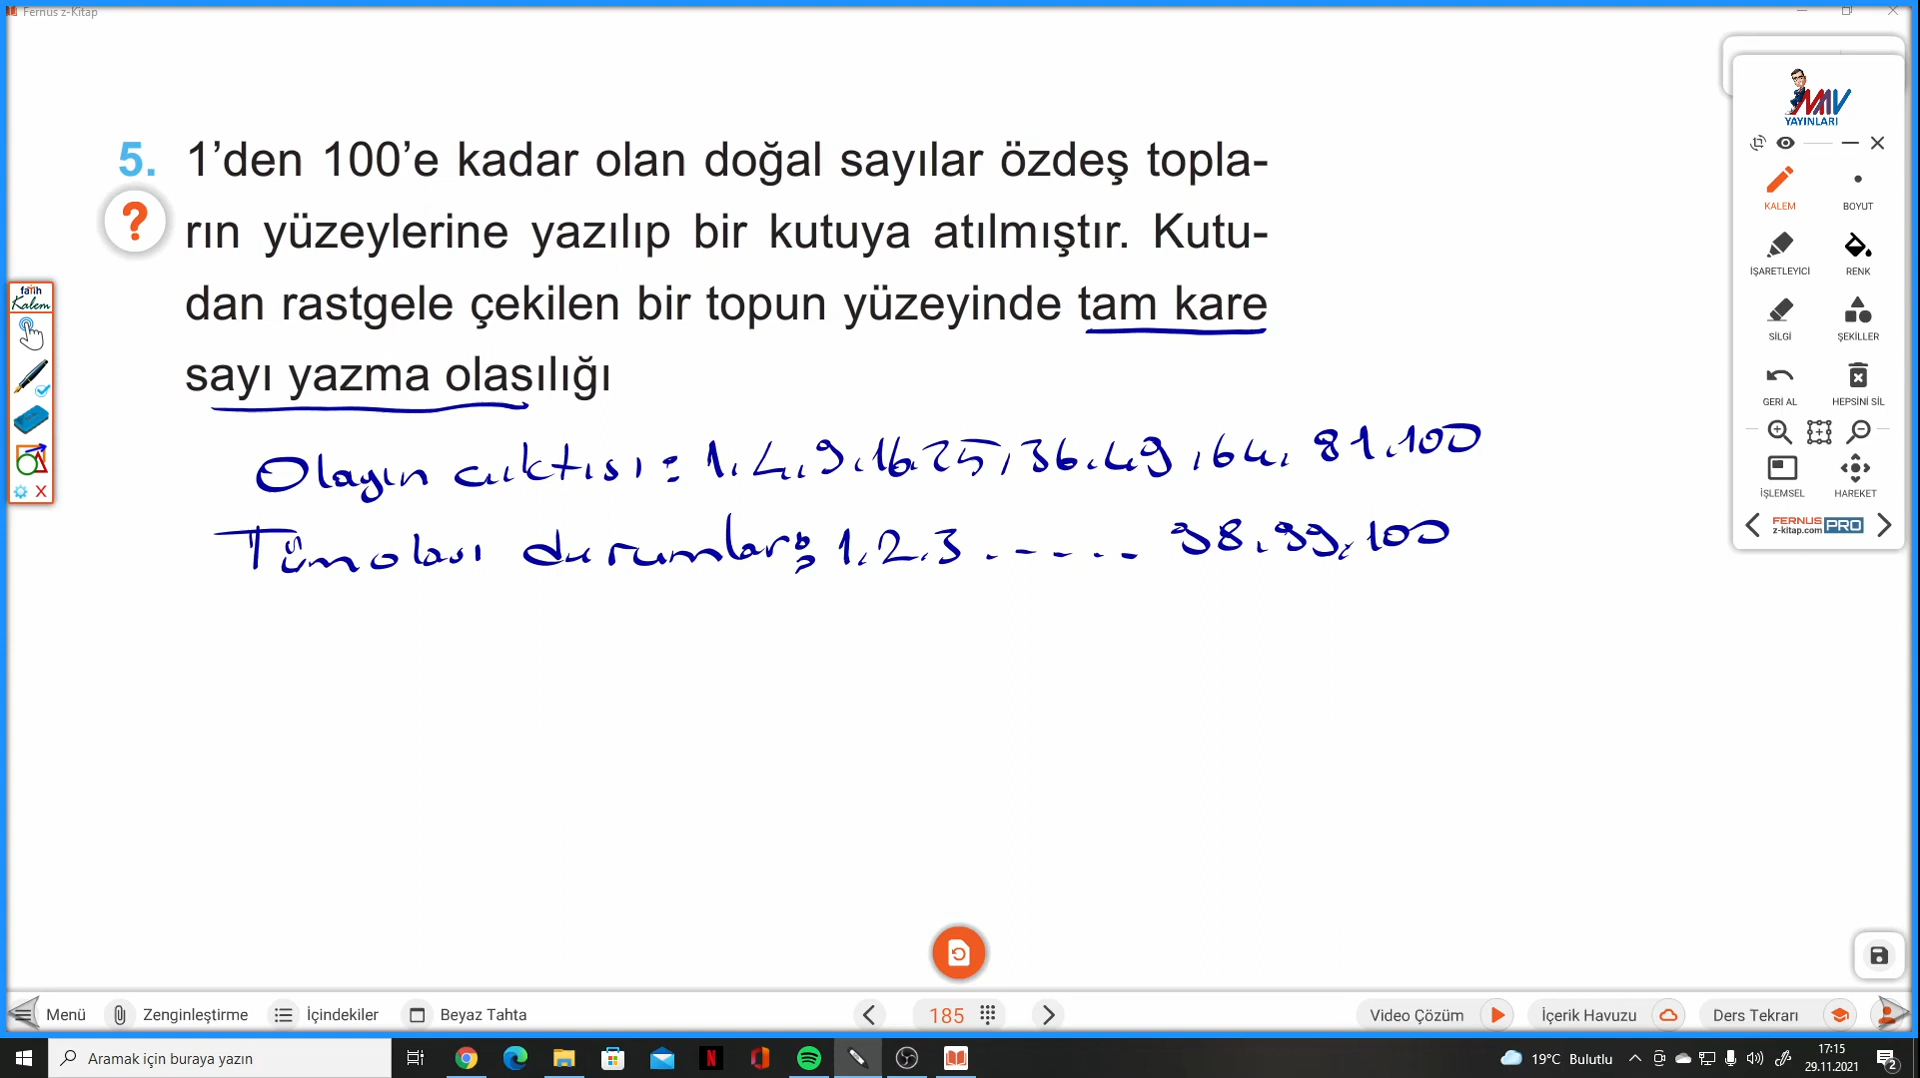 Fernus z-Kitap
5. 1'den 100'e kadar olan doğal sayılar özdeş topla-
rın yüzeylerine yazılıp bir kutuya atılmıştır. Kutu-
dan rastgele çekilen bir topun yüzeyinde tam kare
sayı yazma olasılığı
?
Olayın çıktısı : 1, 4, 9, 16, 25, 36, 49, 64, 81, 100
Tüm olası durumlar; 1, 2, 3 ..... 98, 99, 100
fatih
Kalem
X
MAV
YAYINLARI
KALEM BOYUT
İŞARETLEYİCİ RENK
SİLGİ ŞEKİLLER
GERİ AL HEPSİNİ SİL
İŞLEMSEL HAREKET
FERNUS PRO
z-kitap.com
Menü Zenginleştirme İçindekiler Beyaz Tahta 185 Video Çözüm İçerik Havuzu Ders Tekrarı
Aramak için buraya yazın 19°C Bulutlu 17:15
29.11.2021 2